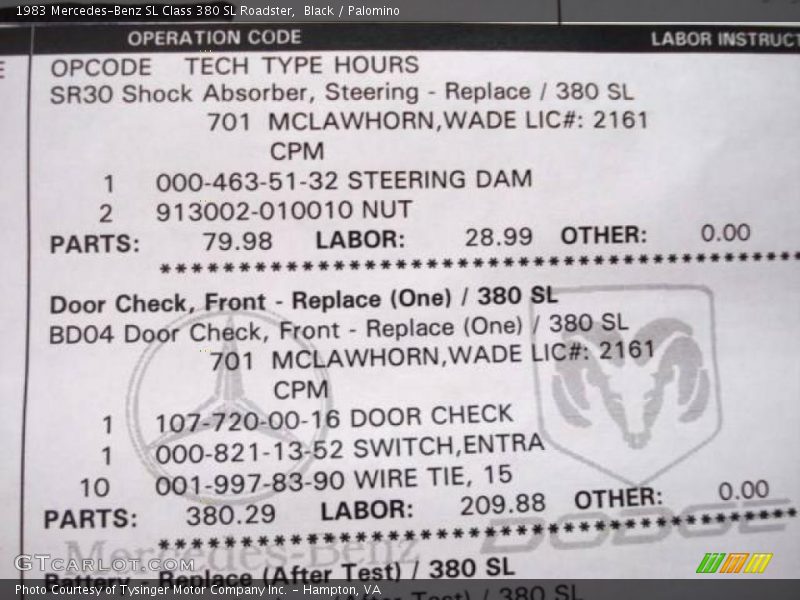 1983 Mercedes-Benz SL Class 380 SL Roadster, Black / Palomino
OPERATION CODE LABOR INSTRUCT
OPCODE TECH TYPE HOURS
SR30 Shock Absorber, Steering - Replace / 380 SL
701 MCLAWHORN,WADE LIC#: 2161
CPM
1 000-463-51-32 STEERING DAM
2 913002-010010 NUT
PARTS: 79.98 LABOR: 28.99 OTHER: 0.00
*****************************************
Door Check, Front - Replace (One) / 380 SL
BD04 Door Check, Front - Replace (One) / 380 SL
701 MCLAWHORN,WADE LIC#: 2161
CPM
1 107-720-00-16 DOOR CHECK
1 000-821-13-52 SWITCH,ENTRA
10 001-997-83-90 WIRE TIE, 15
PARTS: 380.29 LABOR: 209.88 OTHER: 0.00
*****************************************
Mercedes-Benz DODGE
GTCarLot.com
Battery - Replace (After Test) / 380 SL
Photo Courtesy of Tysinger Motor Company Inc. - Hampton, VA